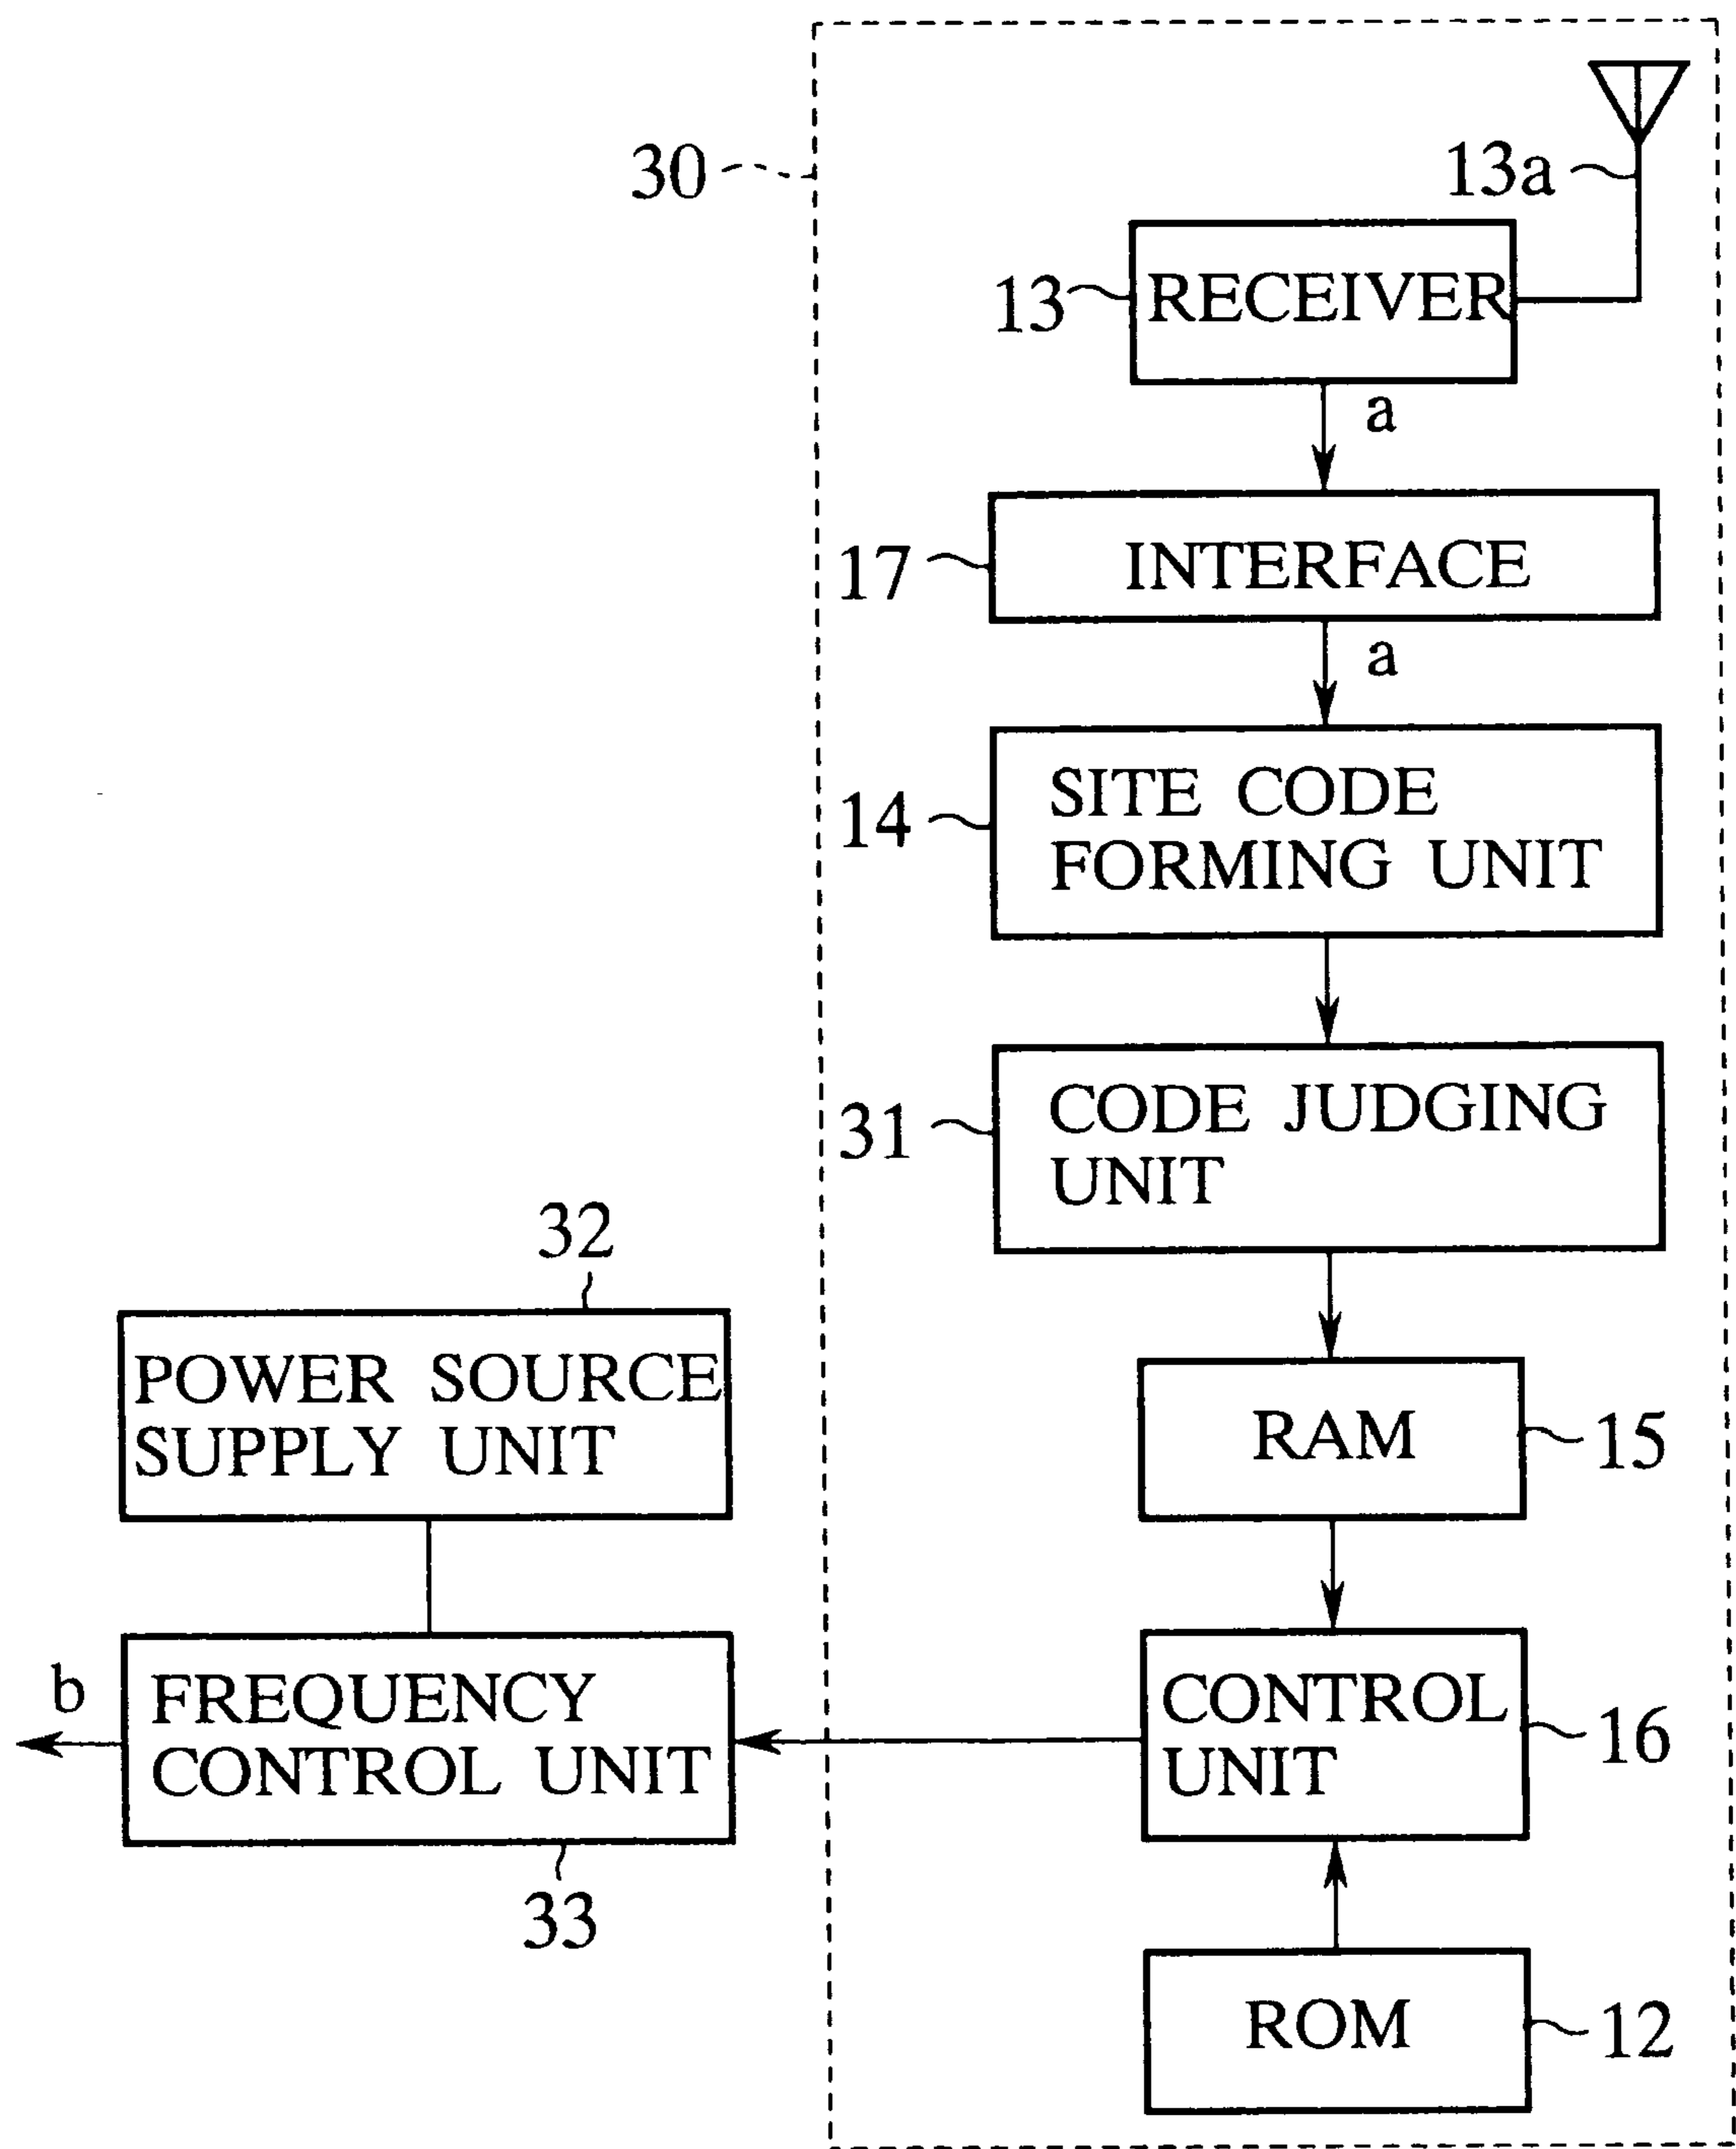 30
13a
13
RECEIVER
a
17
INTERFACE
a
14
SITE CODE
FORMING UNIT
31
CODE JUDGING
UNIT
32
POWER SOURCE
SUPPLY UNIT
RAM
15
b
FREQUENCY
CONTROL UNIT
33
CONTROL
UNIT
16
ROM
12